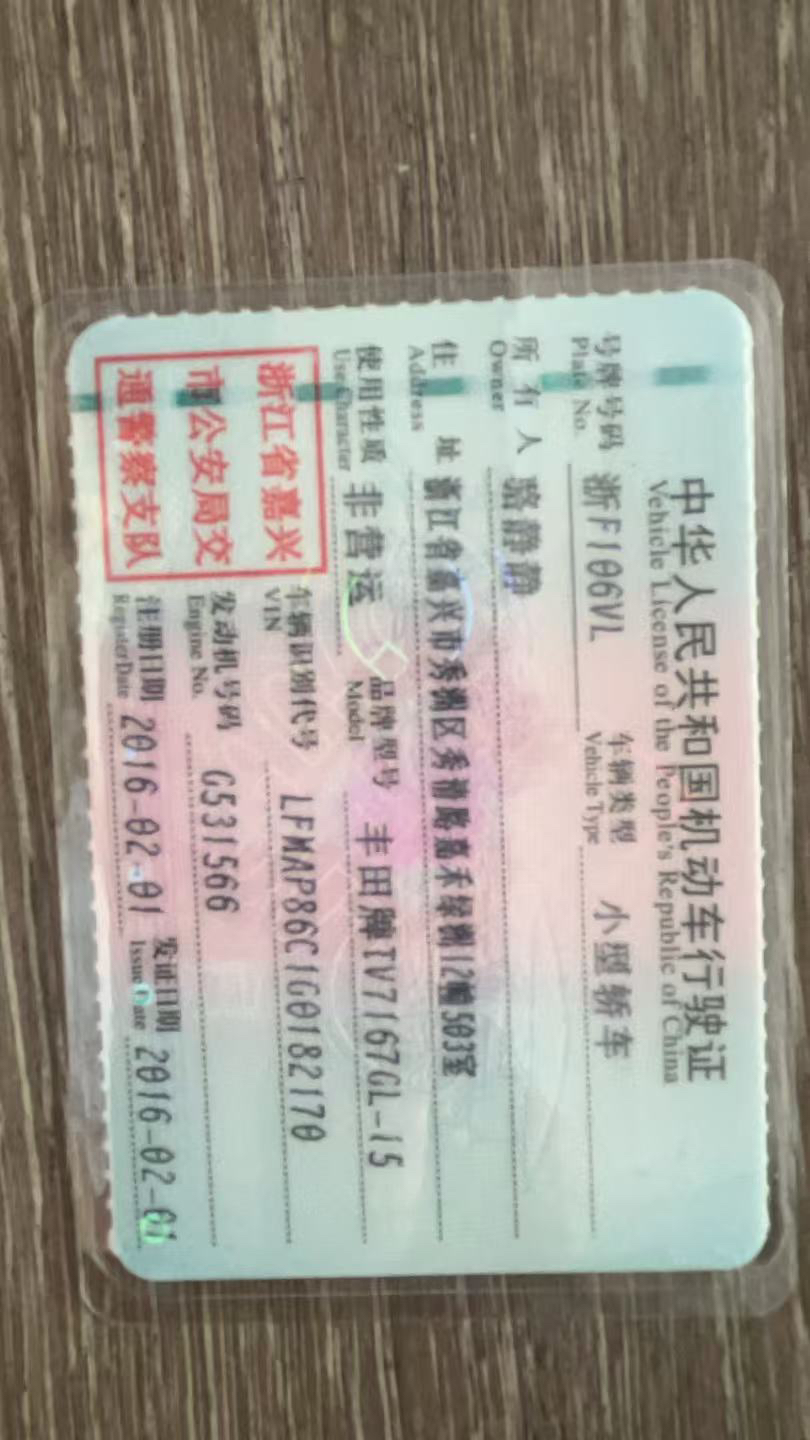 中华人民共和国机动车行驶证
Vehicle License of the People's Republic of China
号牌号码 浙F106VL 车辆类型 小型轿车
Plate No. Vehicle Type
所有人 骆静静
Owner
住址 浙江省嘉兴市秀洲区秀清路嘉禾绿洲12幢503室
Address
使用性质 非营运 品牌型号 丰田牌TV7167GL-15
Use Character Model
车辆识别代号 LFMAP86C1G0182170
VIN
发动机号码 G531566
Engine No.
注册日期 2016-02-01 发证日期 2016-02-01
Register Date Issue Date
浙江省嘉兴
市公安局交
通警察支队